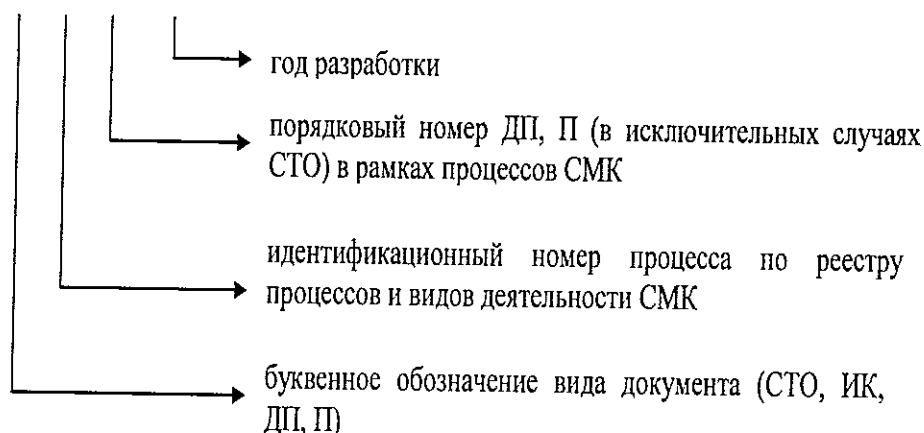 год разработки
порядковый номер ДП, П (в исключительных случаях
СТО) в рамках процессов СМК
идентификационный номер процесса по реестру
процессов и видов деятельности СМК
буквенное обозначение вида документа (СТО, ИК,
ДП, П)